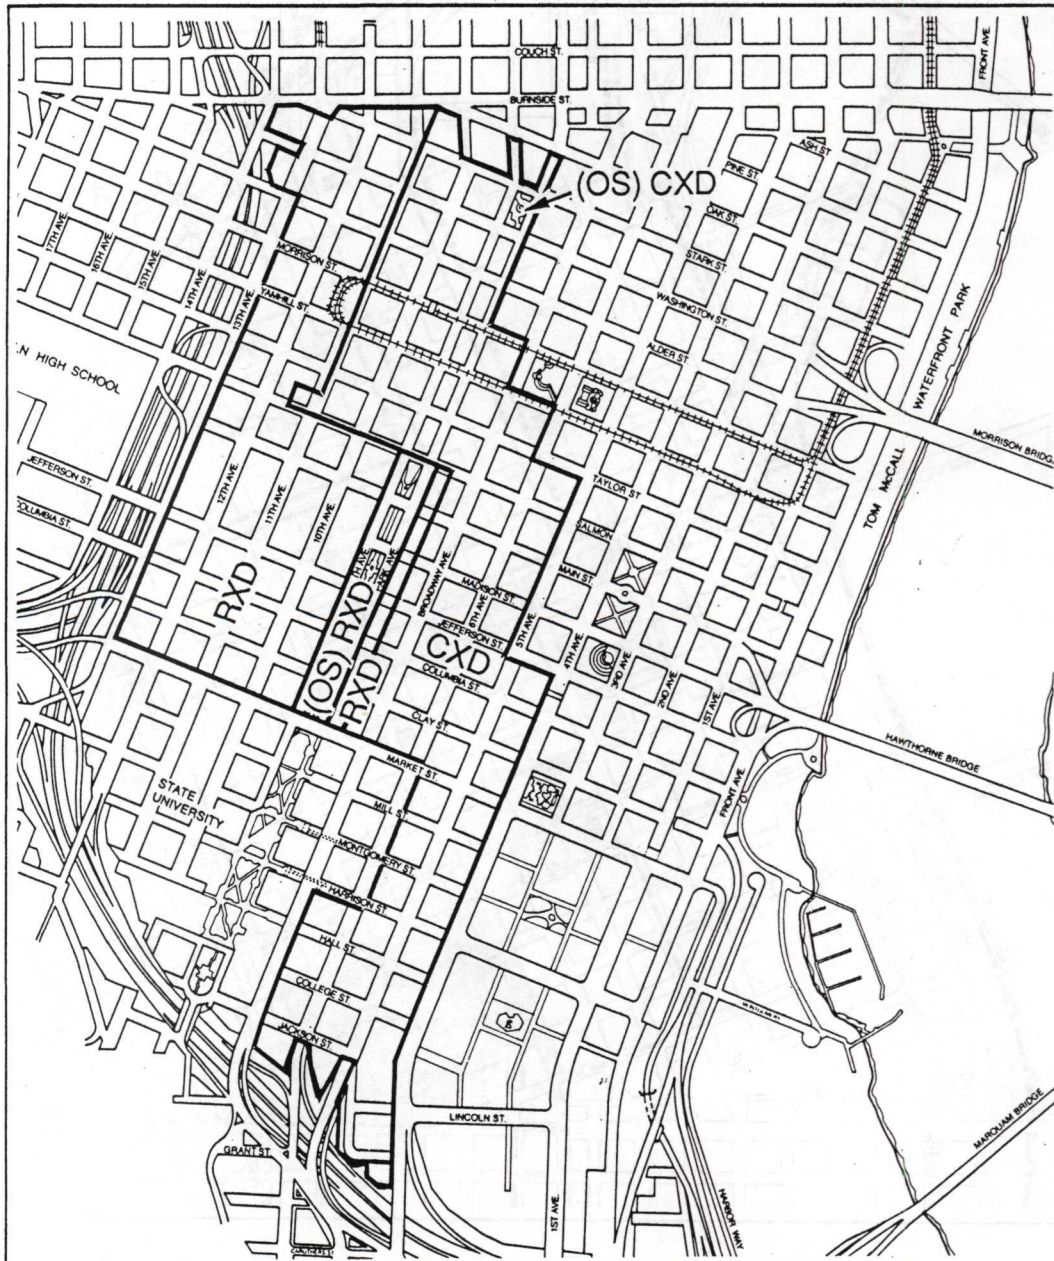 COUCH ST.
FRONT AVE.
BURNSIDE ST.
ASH ST.
PINE ST.
(OS) CXD
OAK ST.
STARK ST.
17TH AVE.
16TH AVE.
15TH AVE.
14TH AVE.
13TH AVE.
MORRISON ST.
YAMHILL ST.
WASHINGTON ST.
ALDER ST.
HIGH SCHOOL
WATERFRONT PARK
TOM McCALL
MORRISON BRIDGE
JEFFERSON ST.
COLUMBIA ST.
12TH AVE.
11TH AVE.
10TH AVE.
TAYLOR ST
SALMON
MAIN ST.
RXD
(OS) RXD
RXD
BROADWAY AVE.
MADISON ST.
6TH AVE
JEFFERSON ST.
5TH AVE.
CXD
COLUMBIA ST.
4TH AVE.
3RD AVE.
2ND AVE.
1ST AVE.
CLAY ST.
MARKET ST.
HAWTHORNE BRIDGE
FRONT AVE.
STATE
UNIVERSITY
MILL ST.
MONTGOMERY ST.
HARRISON ST.
HALL ST.
COLLEGE ST
JACKSON ST.
LINCOLN ST.
GRANT ST.
1ST AVE.
HARBOR WAY
MARQUAM BRIDGE